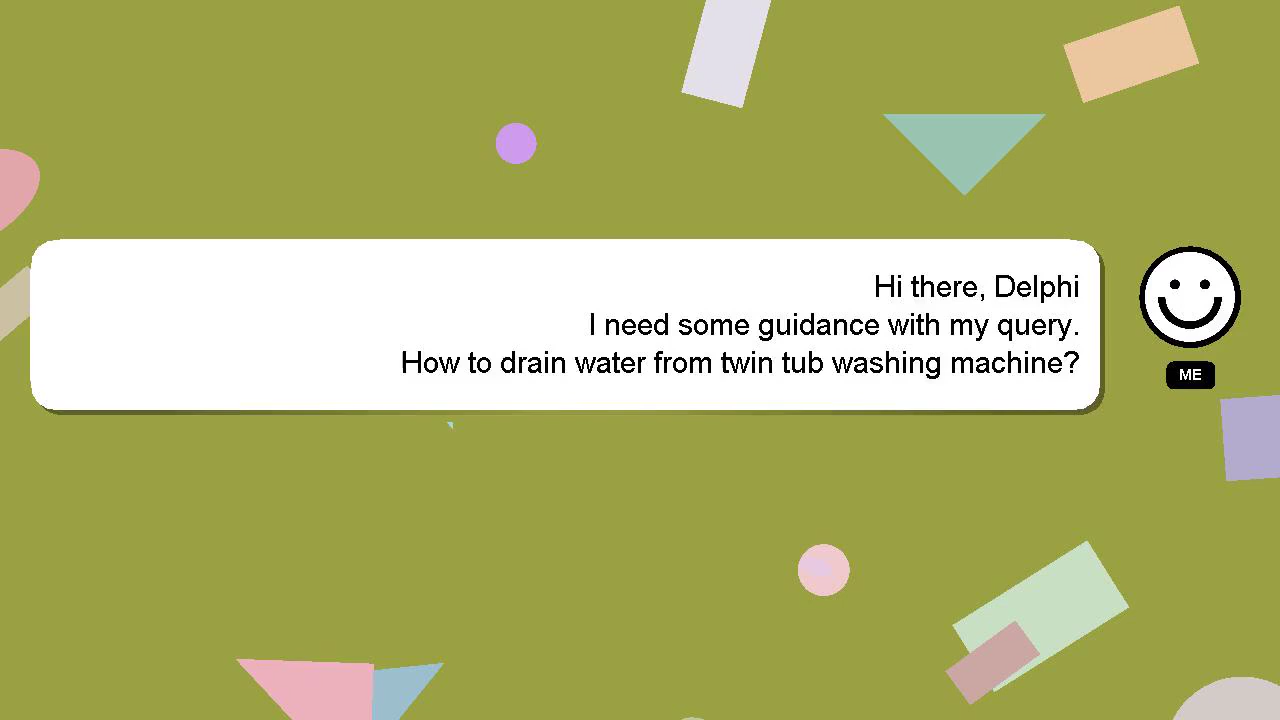 Hi there, Delphi
I need some guidance with my query.
How to drain water from twin tub washing machine?
ME